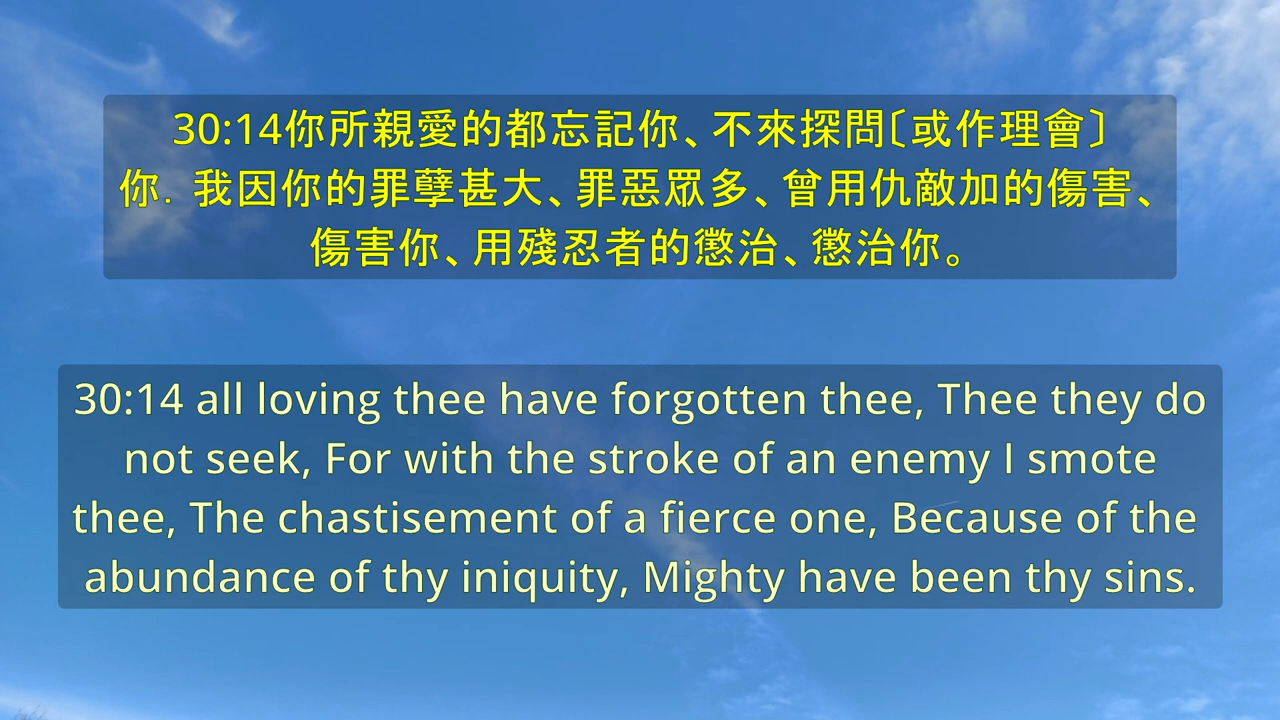 30:14你所親愛的都忘記你、不來探問〔或作理會〕
你．我因你的罪孽甚大、罪惡眾多、曾用仇敵加的傷害、
傷害你、用殘忍者的懲治、懲治你。
30:14 all loving thee have forgotten thee, Thee they do
not seek, For with the stroke of an enemy I smote
thee, The chastisement of a fierce one, Because of the
abundance of thy iniquity, Mighty have been thy sins.